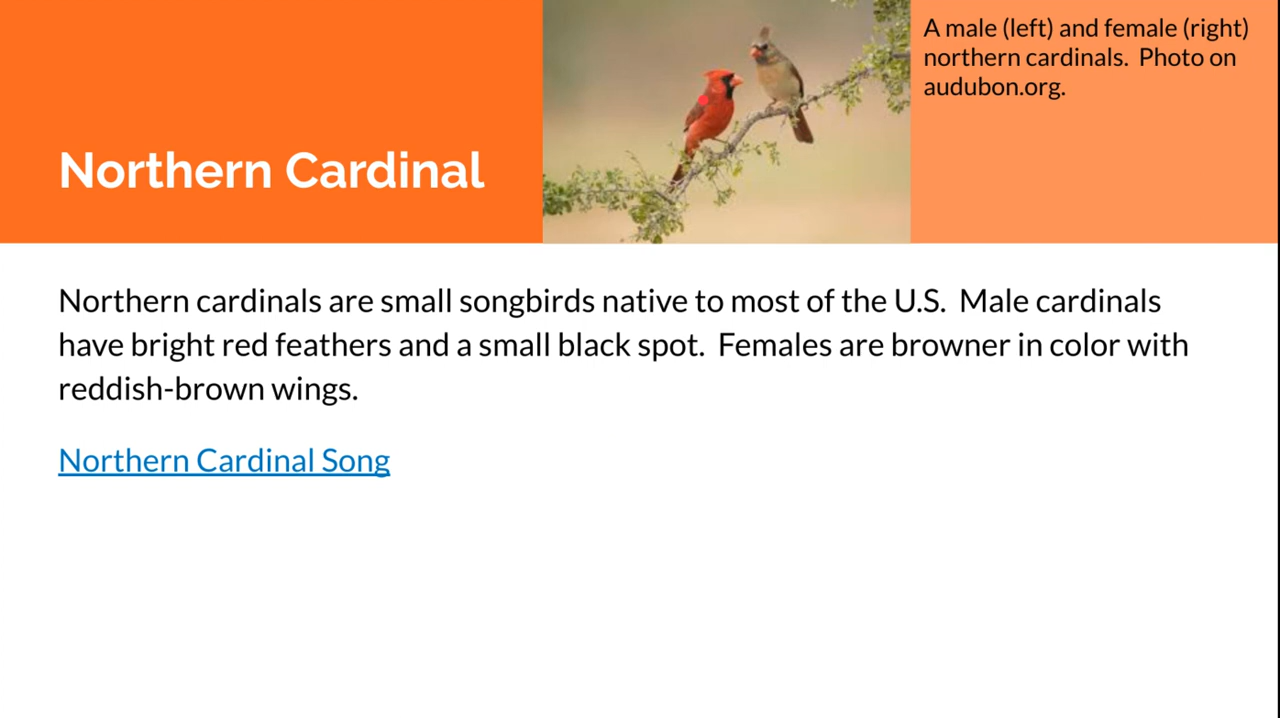 Northern Cardinal
A male (left) and female (right)
northern cardinals.  Photo on
audubon.org.
Northern cardinals are small songbirds native to most of the U.S.  Male cardinals
have bright red feathers and a small black spot.  Females are browner in color with
reddish-brown wings.
Northern Cardinal Song